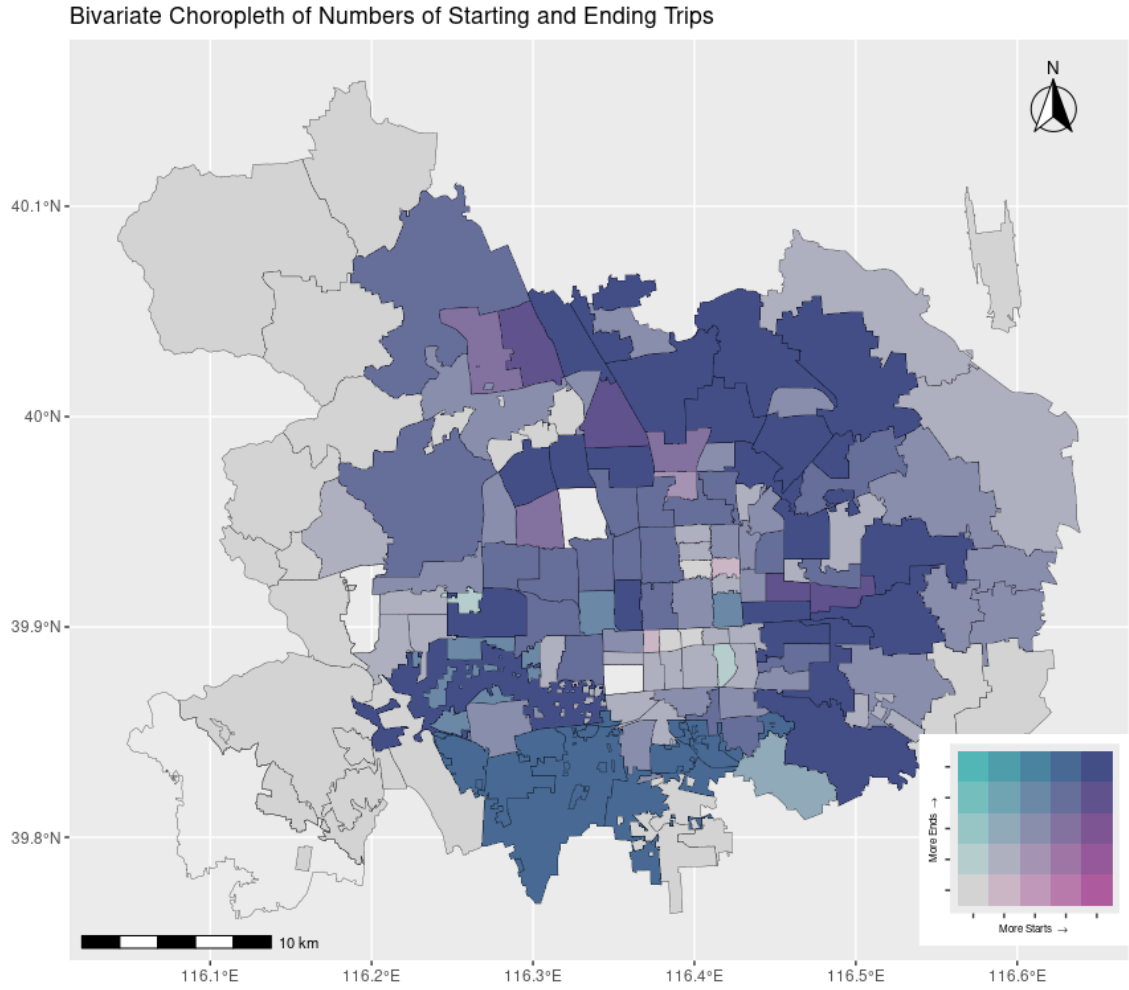 Bivariate Choropleth of Numbers of Starting and Ending Trips
N
40.1°N
40°N
39.9°N
39.8°N
More Ends →
More Starts →
10 km
116.1°E
116.2°E
116.3°E
116.4°E
116.5°E
116.6°E